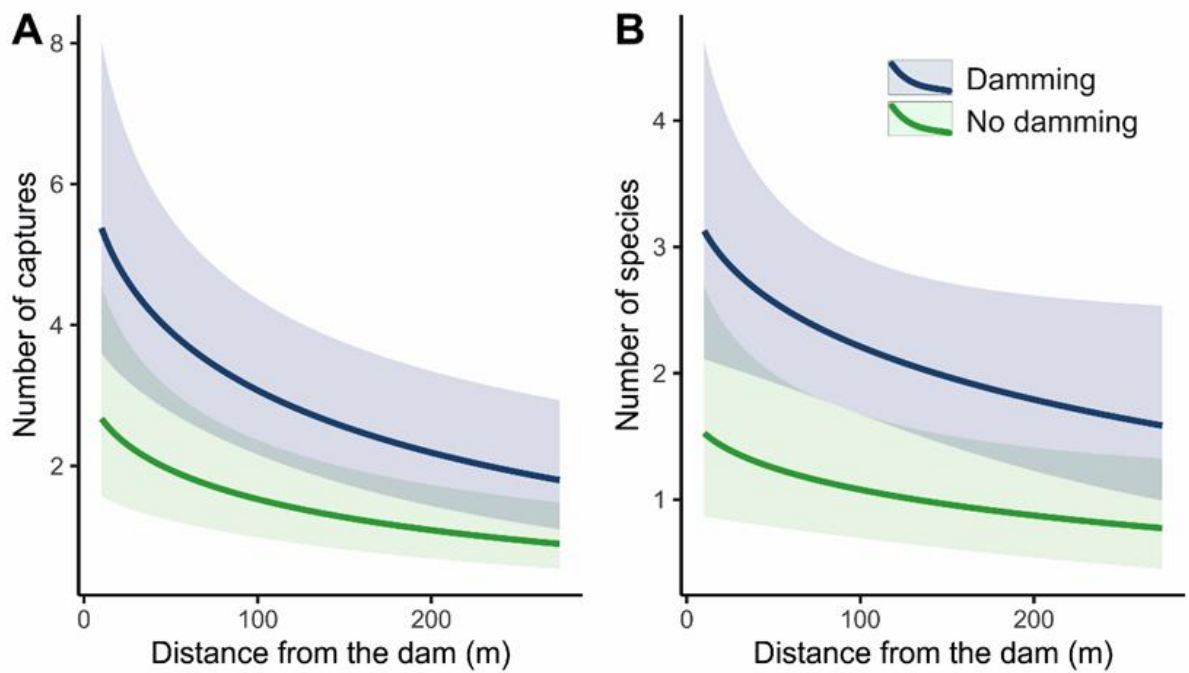 A
8
6
4
2
Number of captures
0
100
200
Distance from the dam (m)
B
4
3
2
1
Number of species
0
100
200
Distance from the dam (m)
Damming
No damming